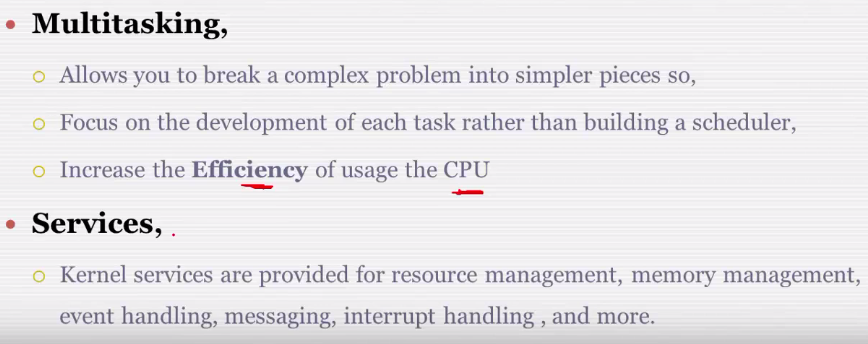 Multitasking,
Allows you to break a complex problem into simpler pieces so,
Focus on the development of each task rather than building a scheduler,
Increase the Efficiency of usage the CPU
Services,
Kernel services are provided for resource management, memory management,
event handling, messaging, interrupt handling , and more.